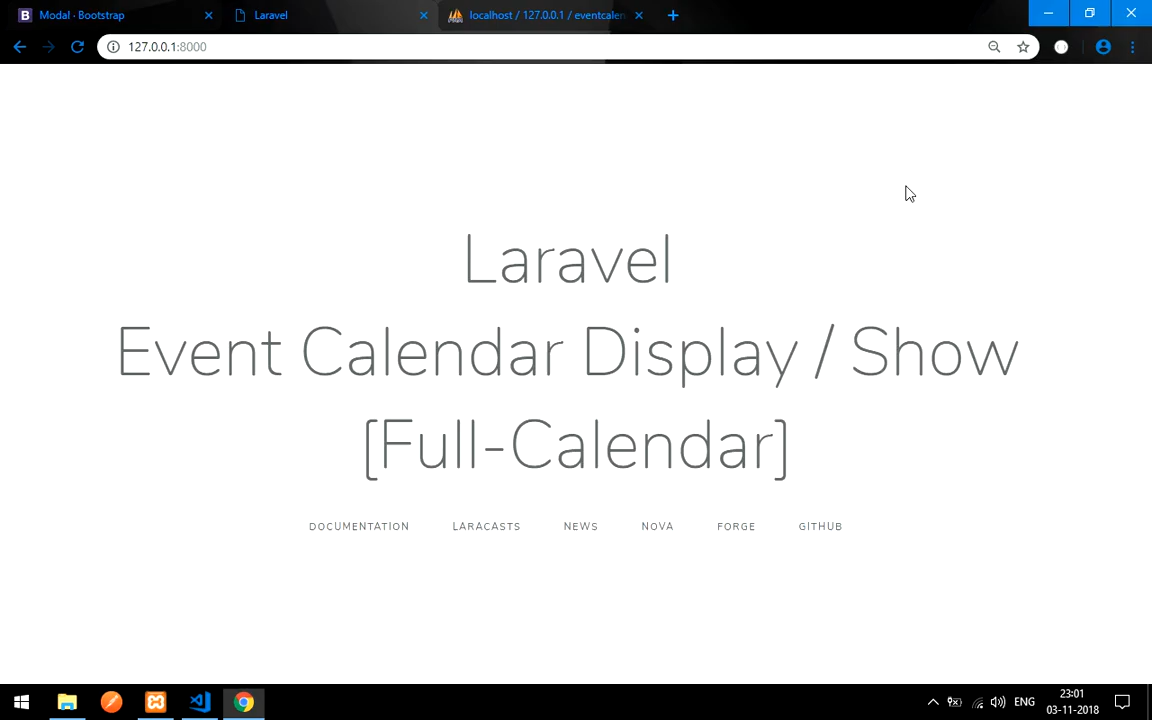 Modal · Bootstrap
Laravel
localhost / 127.0.0.1 / eventcalen
127.0.0.1:8000
Laravel
Event Calendar Display / Show
[Full-Calendar]
DOCUMENTATION LARACASTS NEWS NOVA FORGE GITHUB
ENG
23:01
03-11-2018